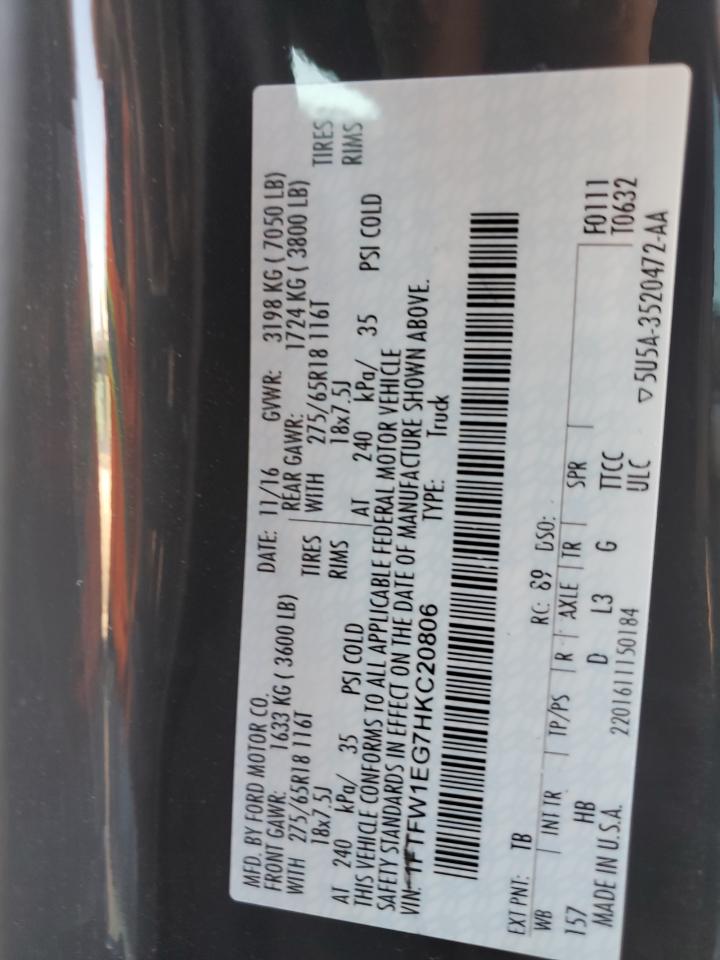 MFD. BY FORD MOTOR CO.
DATE: 11/16 GVWR: 3198 KG ( 7050 LB)
FRONT GAWR: 1633 KG ( 3600 LB) REAR GAWR: 1724 KG ( 3800 LB)
WITH 275/65R18 116T TIRES WITH 275/65R18 116T TIRES
18x7.5J RIMS 18x7.5J RIMS
AT 240 kPa/ 35 PSI COLD AT 240 kPa/ 35 PSI COLD
THIS VEHICLE CONFORMS TO ALL APPLICABLE FEDERAL MOTOR VEHICLE
SAFETY STANDARDS IN EFFECT ON THE DATE OF MANUFACTURE SHOWN ABOVE.
VIN: 1FTFW1EG7HKC20806 TYPE: Truck
EXT PNT: TB RC: 89 DSO:
WB INT TR TP/PS R AXLE TR SPR F0111
157 HB D L3 G TTCC T0632
MADE IN U.S.A. 2201611150184 ULC
▽5U5A-3520472-AA